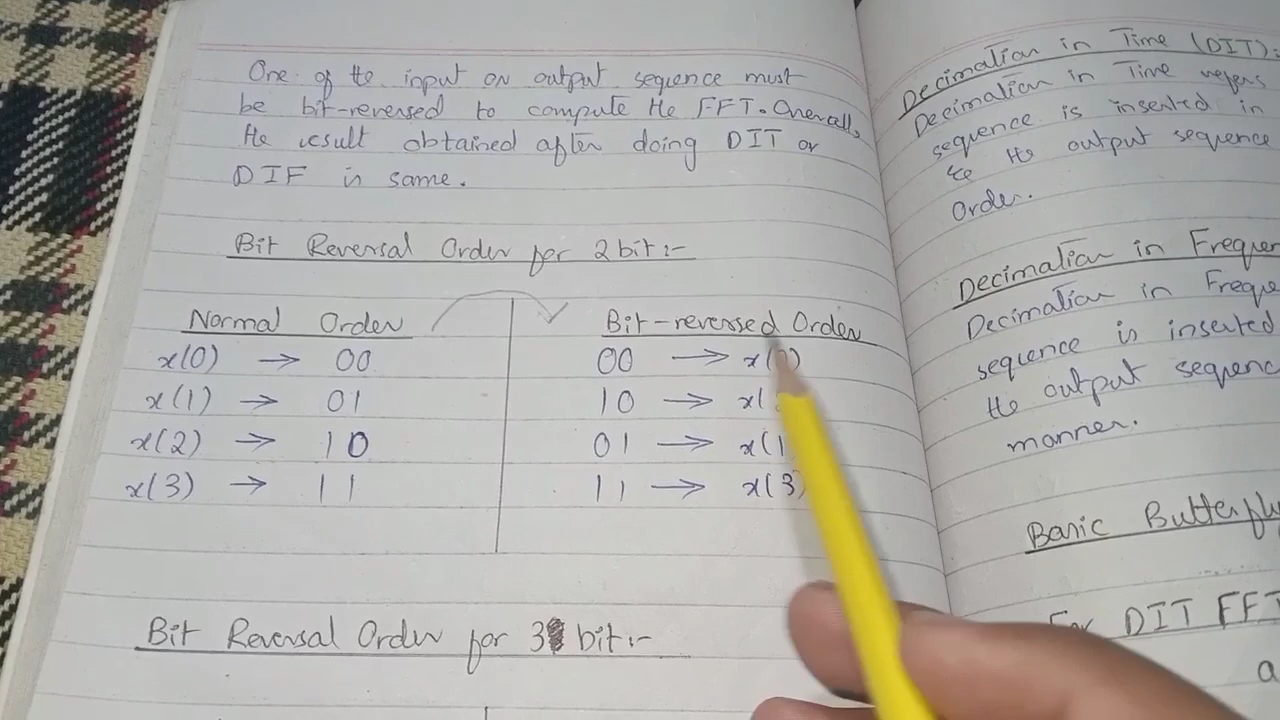 One of the input or output sequence must
be bit-reversed to compute the FFT. Overall,
the result obtained after doing DIT or
DIF is same.
Bit Reversal Order for 2 bit:-
Normal Order
x(0) → 00
x(1) → 01
x(2) → 10
x(3) → 11
Bit-reversed Order
00 → x(0)
10 → x(
01 → x(1
11 → x(3)
Bit Reversal Order for 3 bit:-
Decimation in Time (DIT):
Decimation in Time refers
sequence is inserted in
the output sequence
Order.
Decimation in Frequen
Decimation in Freque
sequence is inserted
the output sequenc
manner.
Basic Butterfly
For DIT FFT
a